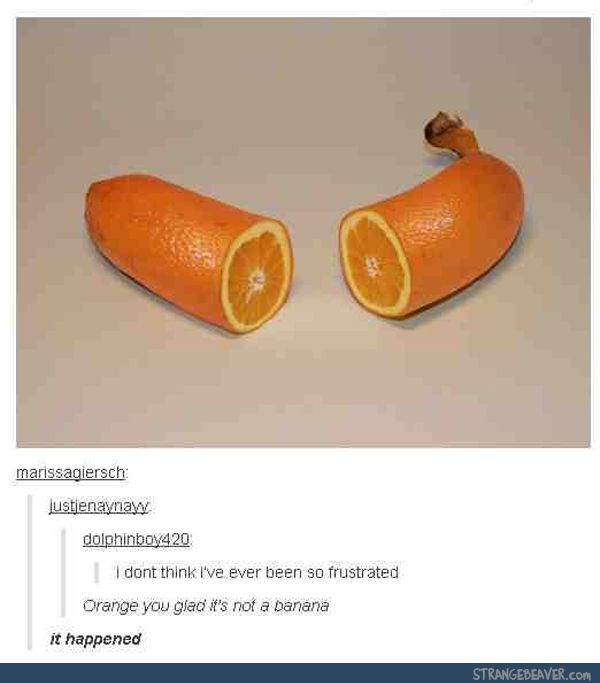 marissagiersch:
justjenaynayy:
dolphinboy420:
I dont think i've ever been so frustrated
Orange you glad it's not a banana
it happened
STRANGEBEAVER.com